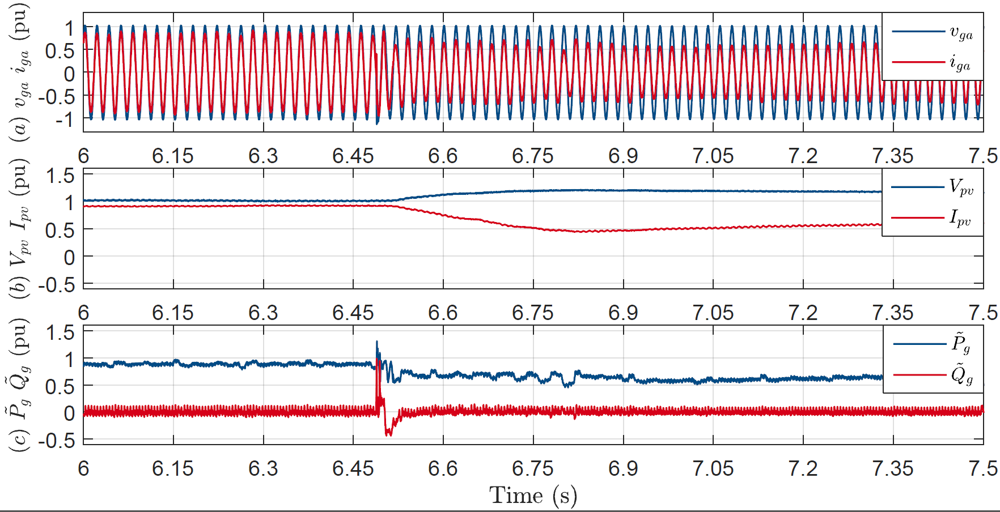 (a) v_ga i_ga (pu)
1
0.5
0
-0.5
-1
v_ga
i_ga
6 6.15 6.3 6.45 6.6 6.75 6.9 7.05 7.2 7.35 7.5
(b) V_pv I_pv (pu)
1.5
1
0.5
0
-0.5
V_pv
I_pv
6 6.15 6.3 6.45 6.6 6.75 6.9 7.05 7.2 7.35 7.5
(c) P̃_g Q̃_g (pu)
1.5
1
0.5
0
-0.5
P̃_g
Q̃_g
6 6.15 6.3 6.45 6.6 6.75 6.9 7.05 7.2 7.35 7.5
Time (s)